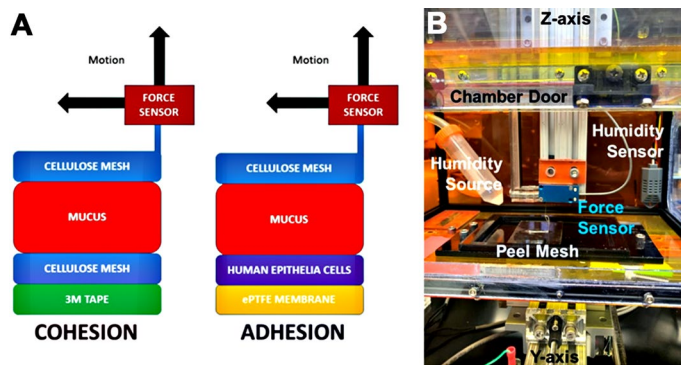 A
Motion
FORCE
SENSOR
CELLULOSE MESH
MUCUS
CELLULOSE MESH
3M TAPE
COHESION
Motion
FORCE
SENSOR
CELLULOSE MESH
MUCUS
HUMAN EPITHELIA CELLS
ePTFE MEMBRANE
ADHESION
B
Z-axis
Chamber Door
Humidity
Sensor
Humidity
Source
Force
Sensor
Peel Mesh
Y-axis